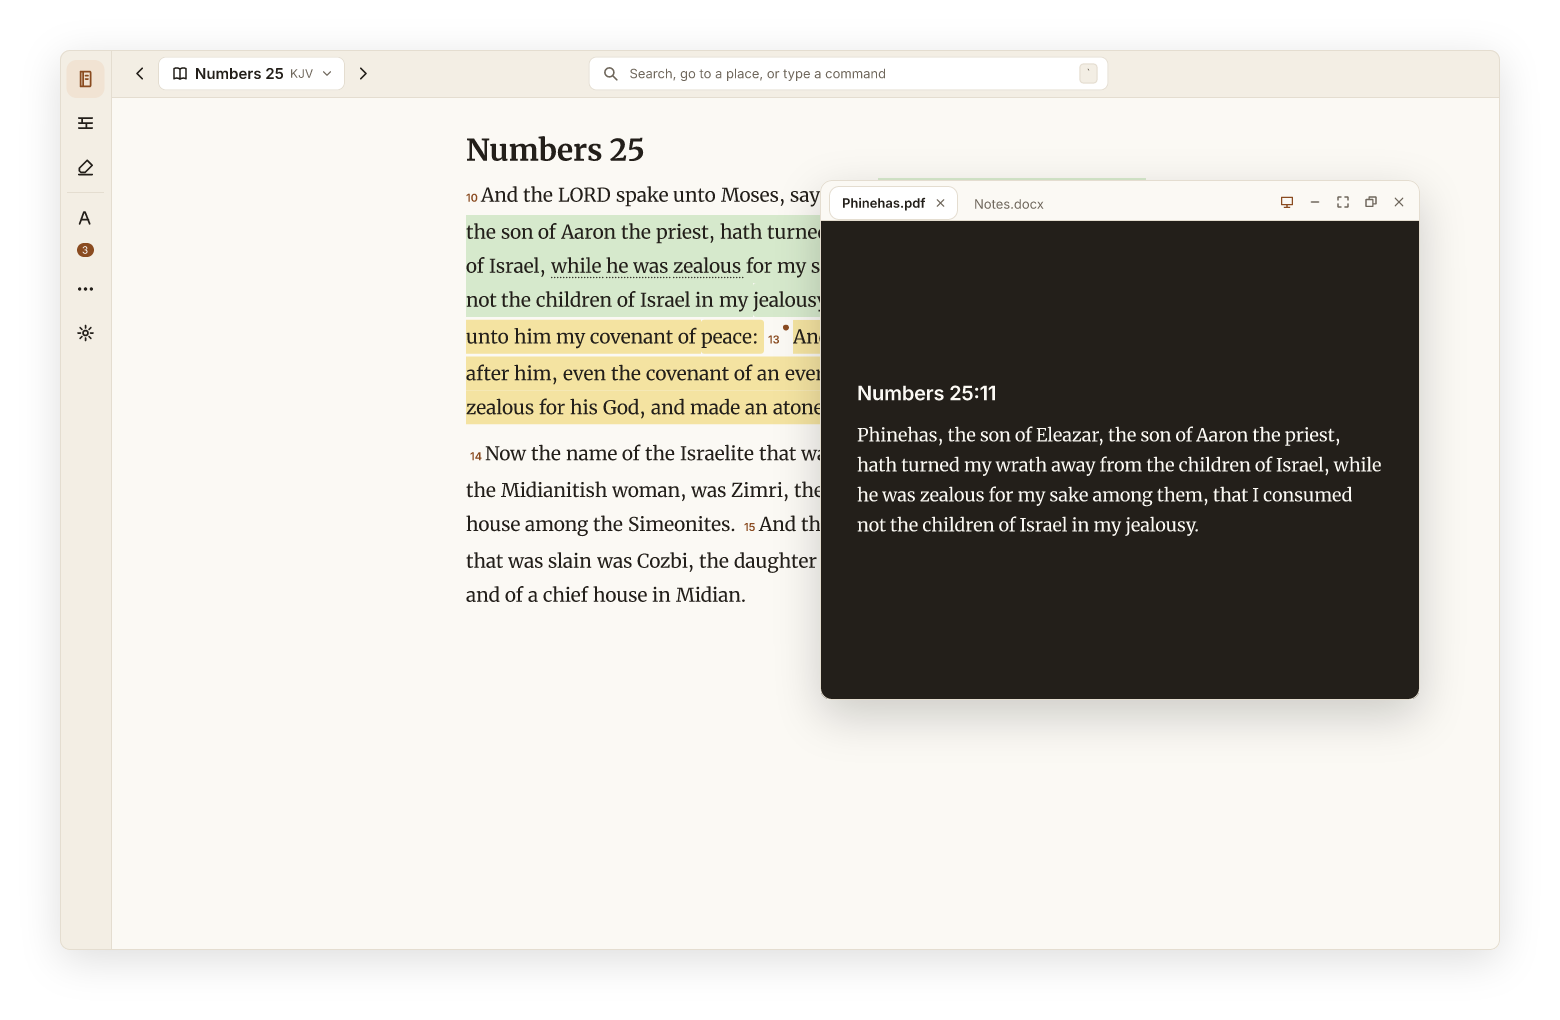 Numbers 25 KJV
Search, go to a place, or type a command
A
3
Numbers 25
10 And the LORD spake unto Moses, say
the son of Aaron the priest, hath turned
of Israel, while he was zealous for my s
not the children of Israel in my jealousy
unto him my covenant of peace: 13 And
after him, even the covenant of an ever
zealous for his God, and made an atone
14 Now the name of the Israelite that wa
the Midianitish woman, was Zimri, the
house among the Simeonites. 15 And th
that was slain was Cozbi, the daughter
and of a chief house in Midian.
Phinehas.pdf
Notes.docx
Numbers 25:11
Phinehas, the son of Eleazar, the son of Aaron the priest,
hath turned my wrath away from the children of Israel, while
he was zealous for my sake among them, that I consumed
not the children of Israel in my jealousy.